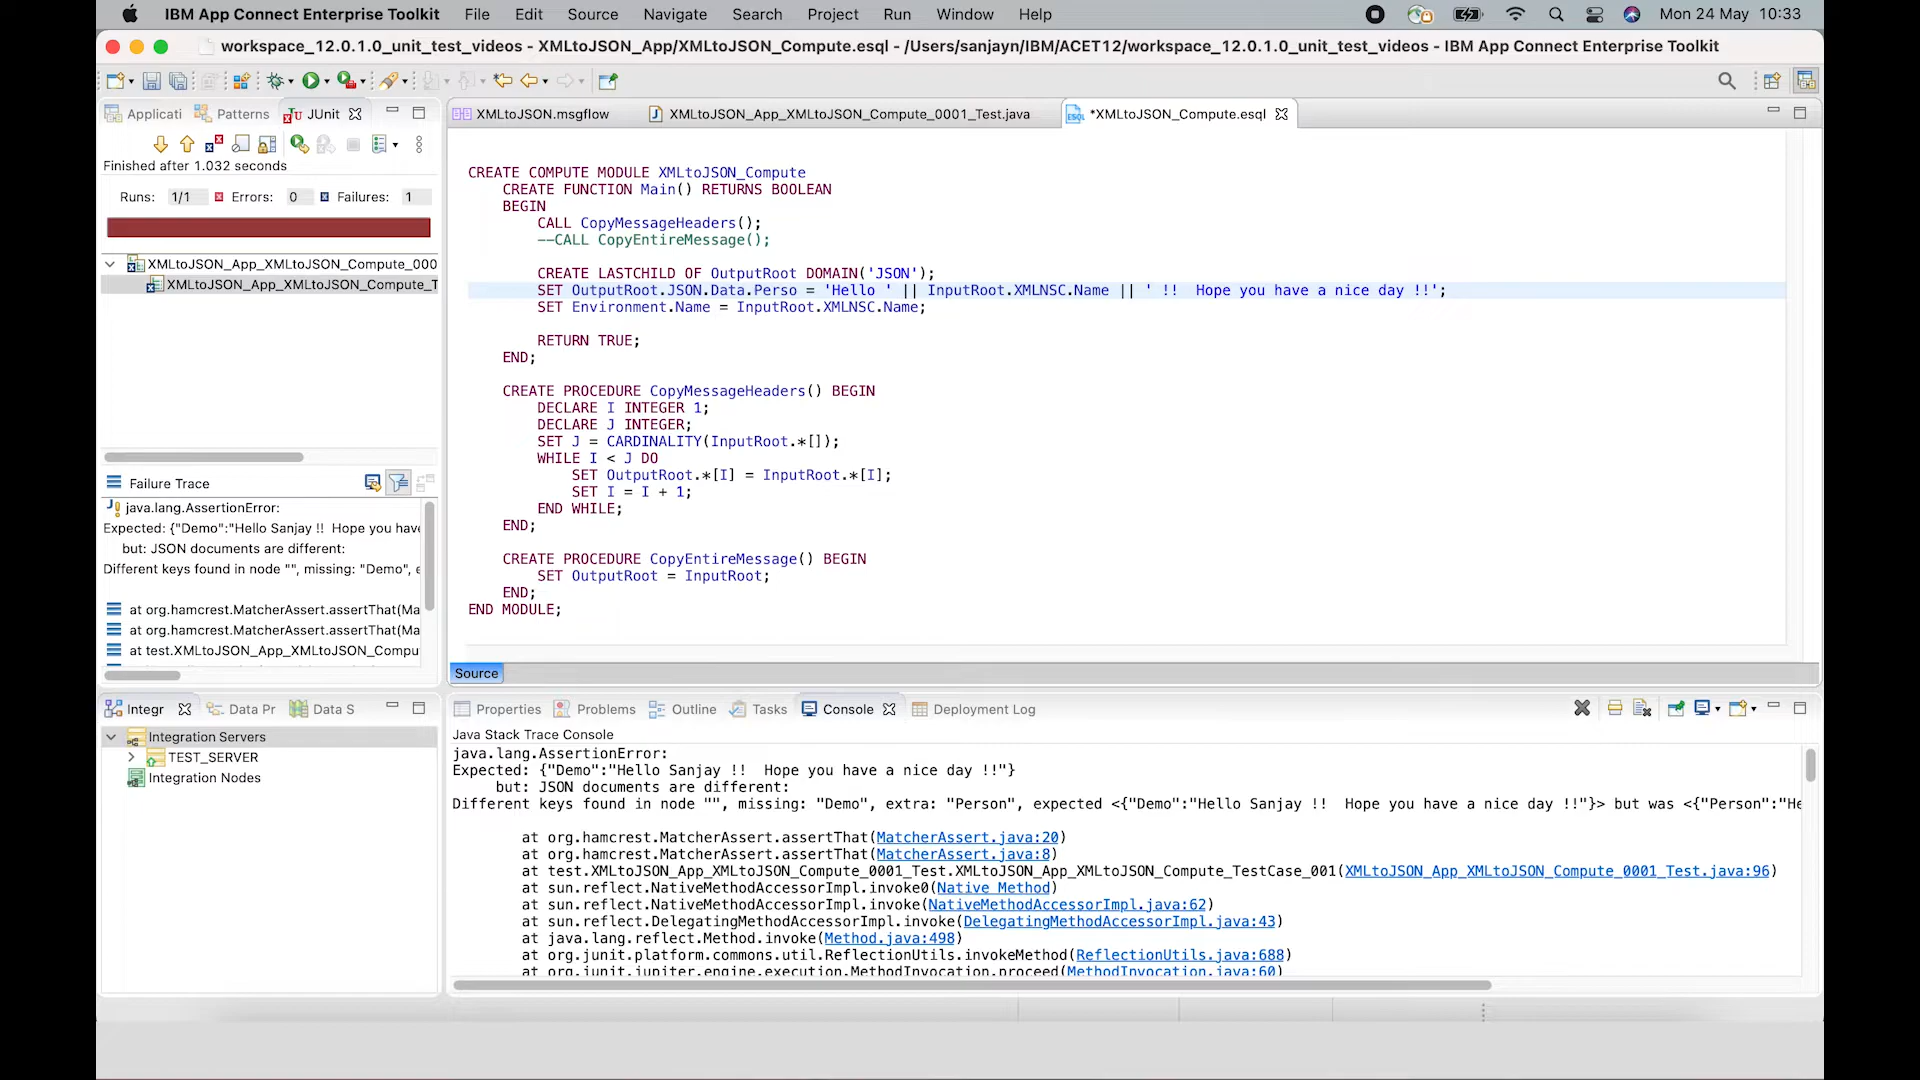 IBM App Connect Enterprise Toolkit File Edit Source Navigate Search Project Run Window Help Mon 24 May 10:33
workspace_12.0.1.0_unit_test_videos - XMLtoJSON_App/XMLtoJSON_Compute.esql - /Users/sanjayn/IBM/ACET12/workspace_12.0.1.0_unit_test_videos - IBM App Connect Enterprise Toolkit
Applicati Patterns JUnit
Finished after 1.032 seconds
Runs: 1/1 Errors: 0 Failures: 1
XMLtoJSON_App_XMLtoJSON_Compute_000
XMLtoJSON_App_XMLtoJSON_Compute_T
Failure Trace
java.lang.AssertionError:
Expected: {"Demo":"Hello Sanjay !!  Hope you have
but: JSON documents are different:
Different keys found in node "", missing: "Demo", e
at org.hamcrest.MatcherAssert.assertThat(Ma
at org.hamcrest.MatcherAssert.assertThat(Ma
at test.XMLtoJSON_App_XMLtoJSON_Compu
XMLtoJSON.msgflow XMLtoJSON_App_XMLtoJSON_Compute_0001_Test.java *XMLtoJSON_Compute.esql
CREATE COMPUTE MODULE XMLtoJSON_Compute
CREATE FUNCTION Main() RETURNS BOOLEAN
BEGIN
CALL CopyMessageHeaders();
--CALL CopyEntireMessage();
CREATE LASTCHILD OF OutputRoot DOMAIN('JSON');
SET OutputRoot.JSON.Data.Perso = 'Hello ' || InputRoot.XMLNSC.Name || ' !!  Hope you have a nice day !!';
SET Environment.Name = InputRoot.XMLNSC.Name;
RETURN TRUE;
END;
CREATE PROCEDURE CopyMessageHeaders() BEGIN
DECLARE I INTEGER 1;
DECLARE J INTEGER;
SET J = CARDINALITY(InputRoot.*[]);
WHILE I < J DO
SET OutputRoot.*[I] = InputRoot.*[I];
SET I = I + 1;
END WHILE;
END;
CREATE PROCEDURE CopyEntireMessage() BEGIN
SET OutputRoot = InputRoot;
END;
END MODULE;
Source
Integr Data Pr Data S
Integration Servers
TEST_SERVER
Integration Nodes
Properties Problems Outline Tasks Console Deployment Log
Java Stack Trace Console
java.lang.AssertionError:
Expected: {"Demo":"Hello Sanjay !!  Hope you have a nice day !!"}
but: JSON documents are different:
Different keys found in node "", missing: "Demo", extra: "Person", expected <{"Demo":"Hello Sanjay !!  Hope you have a nice day !!"}> but was <{"Person":"He
at org.hamcrest.MatcherAssert.assertThat(MatcherAssert.java:20)
at org.hamcrest.MatcherAssert.assertThat(MatcherAssert.java:8)
at test.XMLtoJSON_App_XMLtoJSON_Compute_0001_Test.XMLtoJSON_App_XMLtoJSON_Compute_TestCase_001(XMLtoJSON_App_XMLtoJSON_Compute_0001_Test.java:96)
at sun.reflect.NativeMethodAccessorImpl.invoke0(Native Method)
at sun.reflect.NativeMethodAccessorImpl.invoke(NativeMethodAccessorImpl.java:62)
at sun.reflect.DelegatingMethodAccessorImpl.invoke(DelegatingMethodAccessorImpl.java:43)
at java.lang.reflect.Method.invoke(Method.java:498)
at org.junit.platform.commons.util.ReflectionUtils.invokeMethod(ReflectionUtils.java:688)
at org.junit.jupiter.engine.execution.MethodInvocation.proceed(MethodInvocation.java:60)